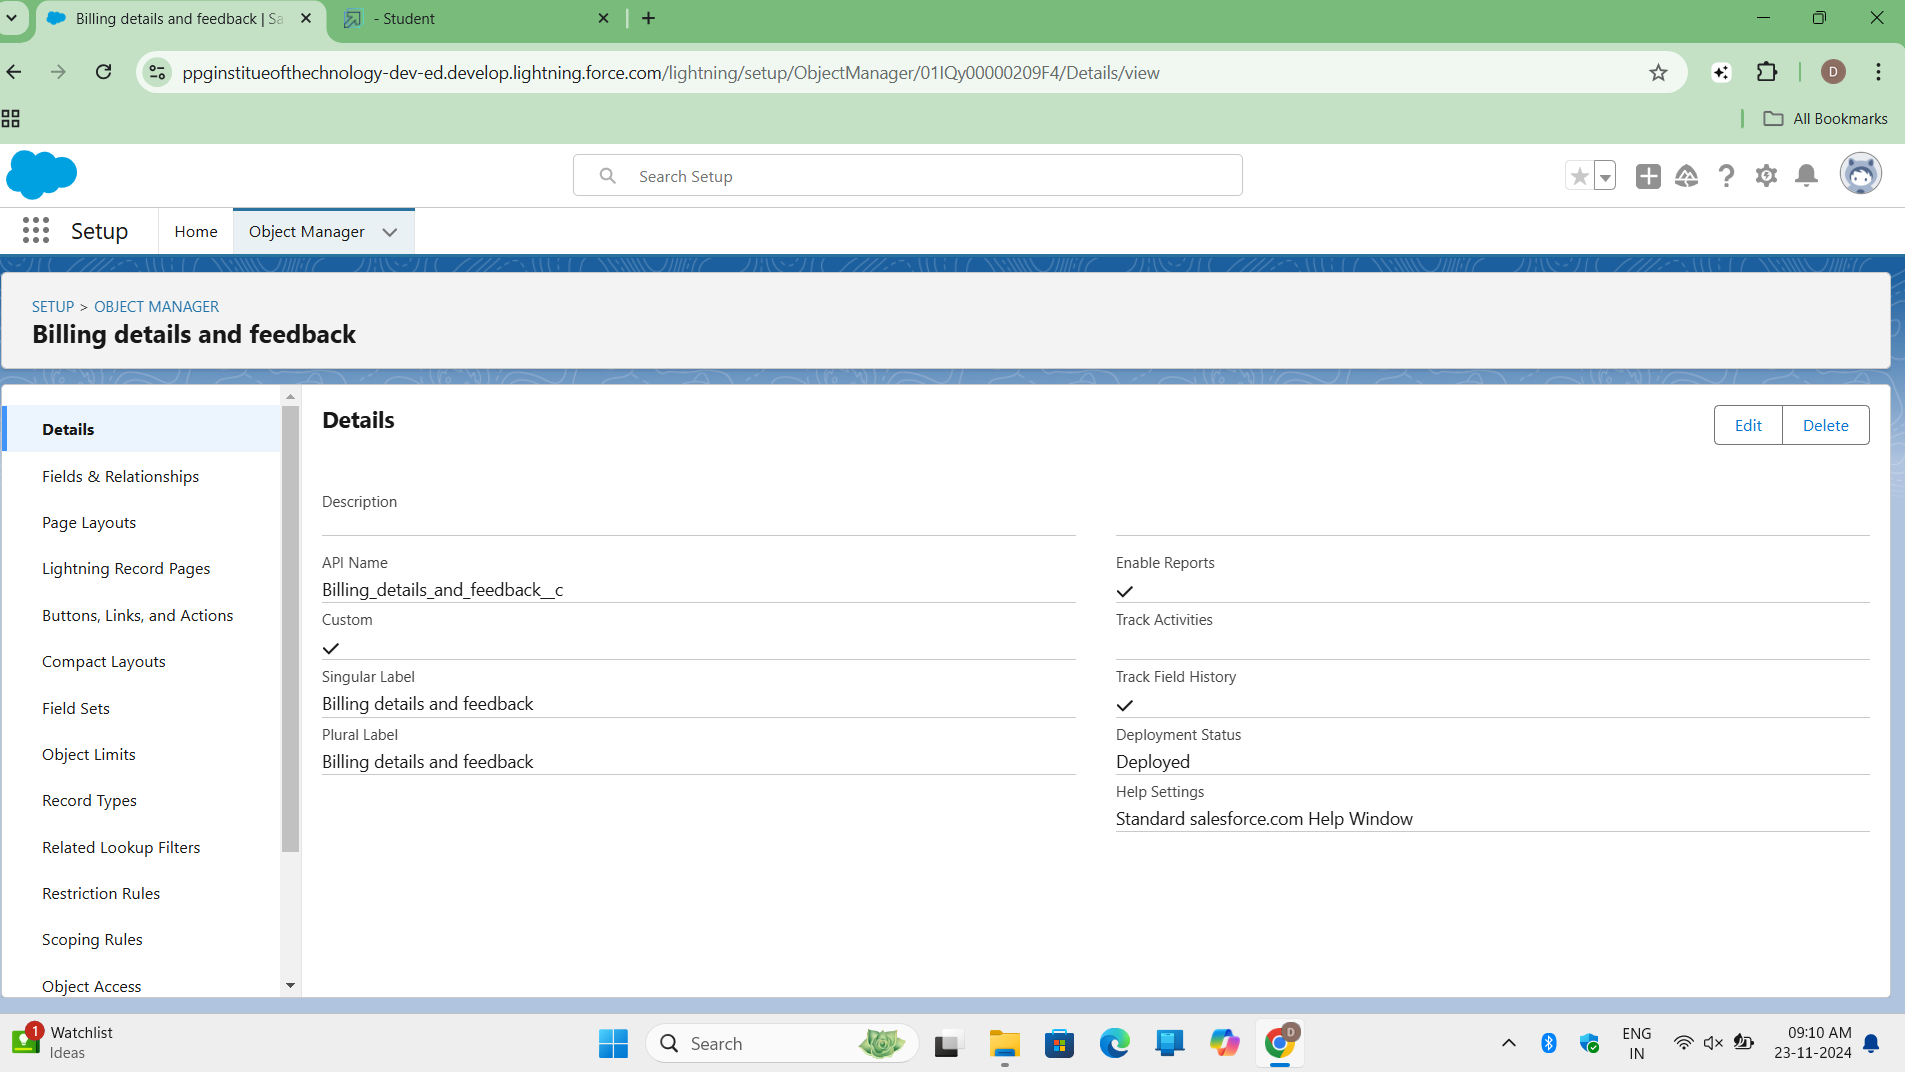 Billing details and feedback | Sa
- Student
ppginstitueofthechnology-dev-ed.develop.lightning.force.com/lightning/setup/ObjectManager/01IQy00000209F4/Details/view
D
All Bookmarks
Search Setup
Setup
Home
Object Manager
SETUP > OBJECT MANAGER
Billing details and feedback
Details
Fields & Relationships
Page Layouts
Lightning Record Pages
Buttons, Links, and Actions
Compact Layouts
Field Sets
Object Limits
Record Types
Related Lookup Filters
Restriction Rules
Scoping Rules
Object Access
Details
Edit
Delete
Description
API Name
Billing_details_and_feedback__c
Custom
Singular Label
Billing details and feedback
Plural Label
Billing details and feedback
Enable Reports
Track Activities
Track Field History
Deployment Status
Deployed
Help Settings
Standard salesforce.com Help Window
1
Watchlist
Ideas
Search
D
ENG
IN
09:10 AM
23-11-2024